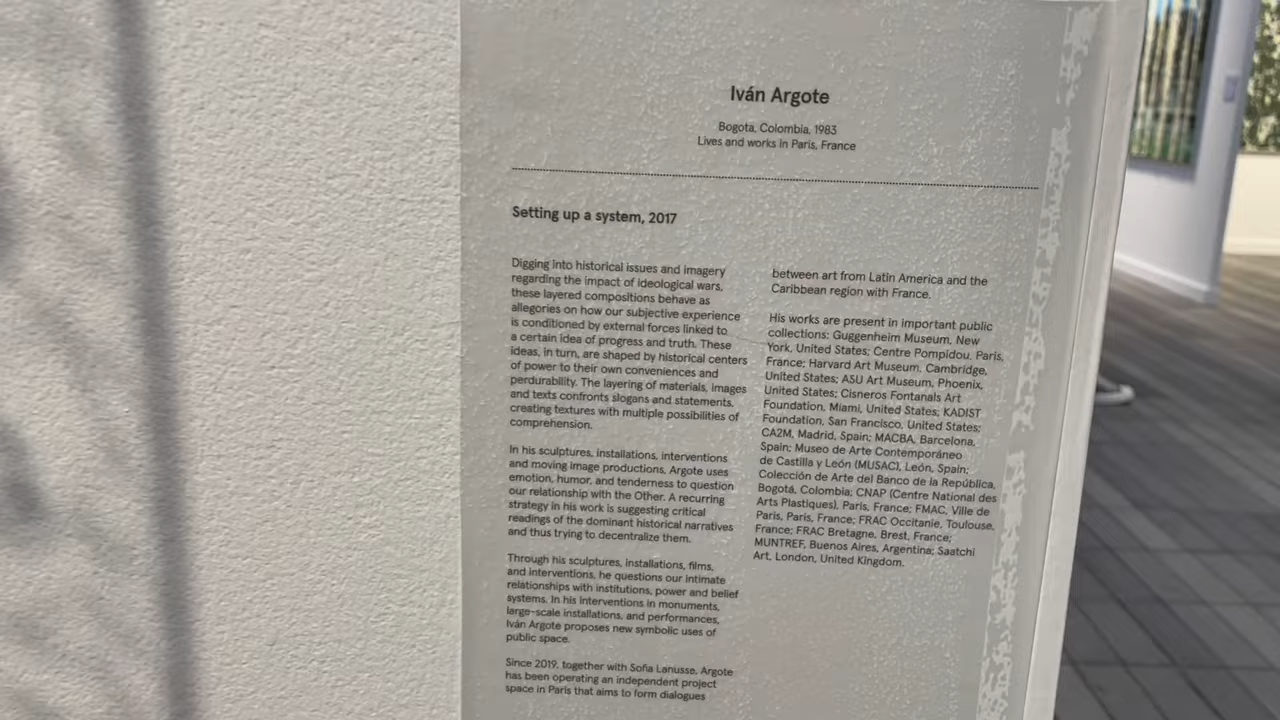 Iván Argote
Bogotá, Colombia, 1983
Lives and works in Paris, France
Setting up a system, 2017
Digging into historical issues and imagery
regarding the impact of ideological wars,
these layered compositions behave as
allegories on how our subjective experience
is conditioned by external forces linked to
a certain idea of progress and truth. These
ideas, in turn, are shaped by historical centers
of power to their own conveniences and
perdurability. The layering of materials, images
and texts confronts slogans and statements,
creating textures with multiple possibilities of
comprehension.
In his sculptures, installations, interventions
and moving image productions, Argote uses
emotion, humor, and tenderness to question
our relationship with the Other. A recurring
strategy in his work is suggesting critical
readings of the dominant historical narratives
and thus trying to decentralize them.
Through his sculptures, installations, films,
and interventions, he questions our intimate
relationships with institutions, power and belief
systems. In his interventions in monuments,
large-scale installations, and performances,
Iván Argote proposes new symbolic uses of
public space.
Since 2019, together with Sofia Lanusse, Argote
has been operating an independent project
space in Paris that aims to form dialogues
between art from Latin America and the
Caribbean region with France.
His works are present in important public
collections: Guggenheim Museum, New
York, United States; Centre Pompidou, Paris,
France; Harvard Art Museum, Cambridge,
United States; ASU Art Museum, Phoenix,
United States; Cisneros Fontanals Art
Foundation, Miami, United States; KADIST
Foundation, San Francisco, United States;
CA2M, Madrid, Spain; MACBA, Barcelona,
Spain; Museo de Arte Contemporáneo
de Castilla y León (MUSAC), León, Spain;
Colección de Arte del Banco de la República,
Bogotá, Colombia; CNAP (Centre National des
Arts Plastiques), Paris, France; FMAC, Ville de
Paris, Paris, France; FRAC Occitanie, Toulouse,
France; FRAC Bretagne, Brest, France;
MUNTREF, Buenos Aires, Argentina; Saatchi
Art, London, United Kingdom.